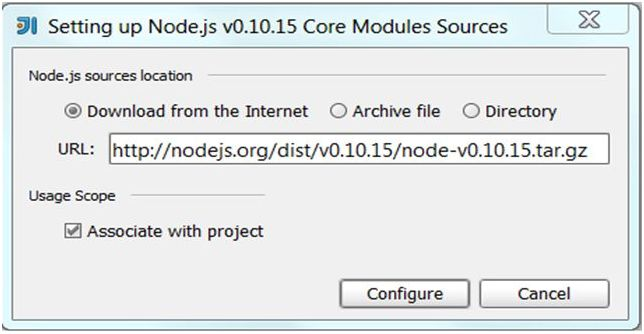 Setting up Node.js v0.10.15 Core Modules Sources
Node.js sources location
Download from the Internet Archive file Directory
URL: http://nodejs.org/dist/v0.10.15/node-v0.10.15.tar.gz
Usage Scope
Associate with project
Configure Cancel